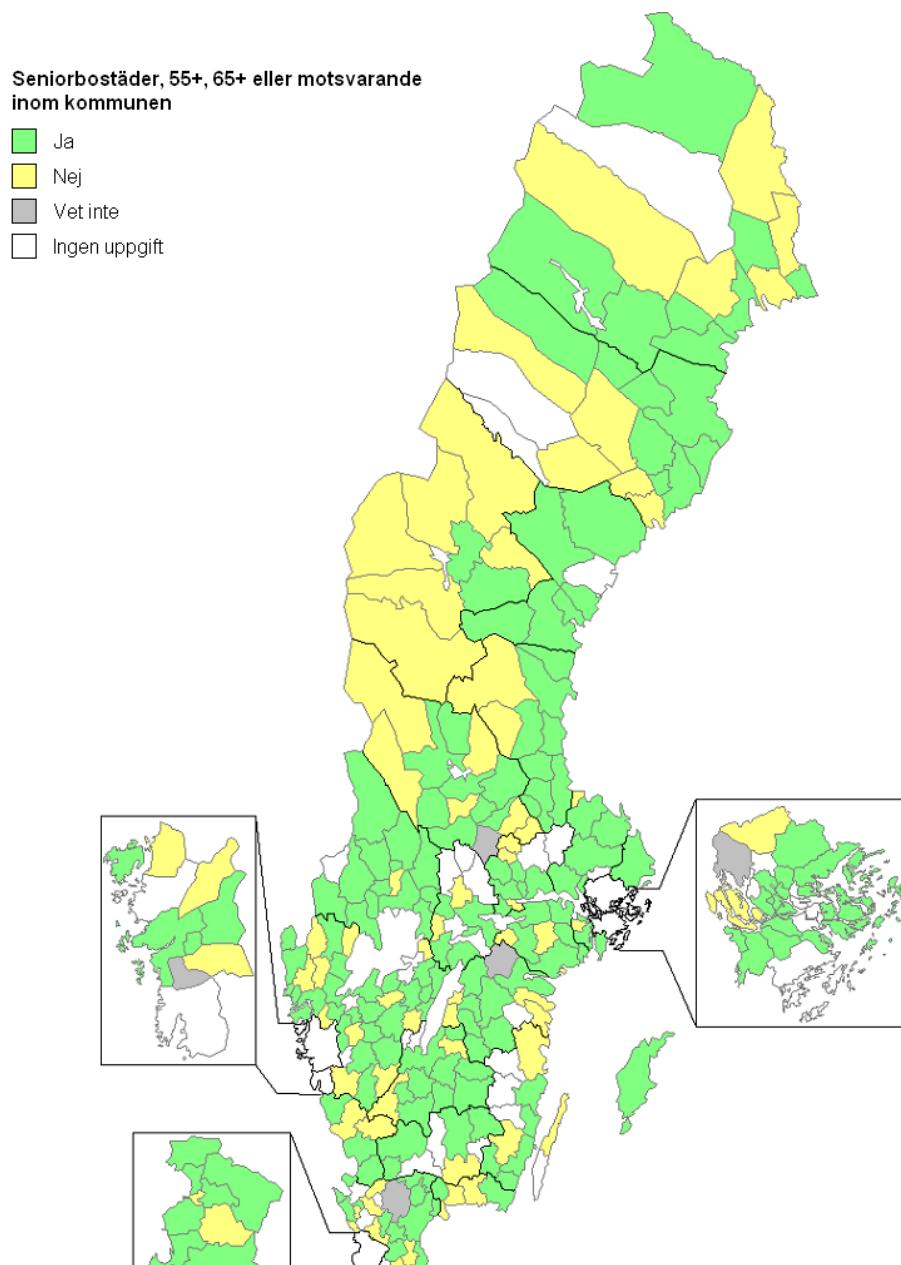 Seniorbostäder, 55+, 65+ eller motsvarande
inom kommunen
Ja
Nej
Vet inte
Ingen uppgift